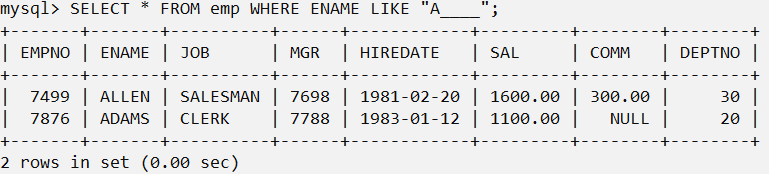 mysql> SELECT * FROM emp WHERE ENAME LIKE "A____";
+-------+-------+----------+------+------------+---------+--------+--------+
| EMPNO | ENAME | JOB      | MGR  | HIREDATE   | SAL     | COMM   | DEPTNO |
+-------+-------+----------+------+------------+---------+--------+--------+
|  7499 | ALLEN | SALESMAN | 7698 | 1981-02-20 | 1600.00 | 300.00 |     30 |
|  7876 | ADAMS | CLERK    | 7788 | 1983-01-12 | 1100.00 |   NULL |     20 |
+-------+-------+----------+------+------------+---------+--------+--------+
2 rows in set (0.00 sec)